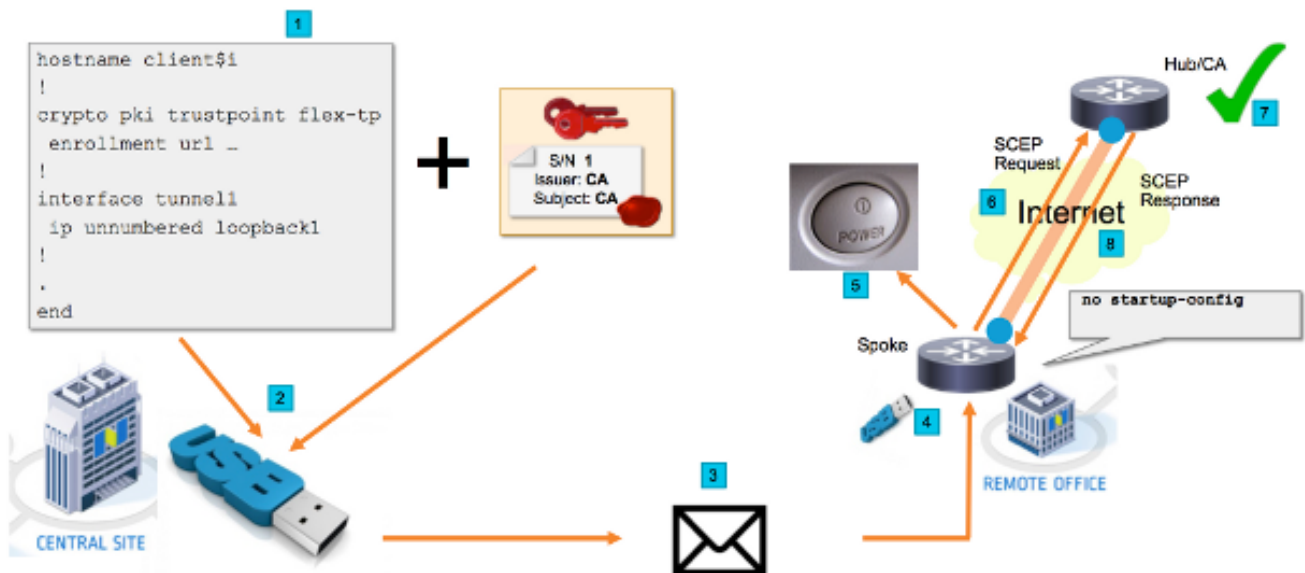 1
hostname client$i
!
crypto pki trustpoint flex-tp
enrollment url …
!
interface tunnel1
ip unnumbered loopback1
!
.
end
S/N 1
Issuer: CA
Subject: CA
2
USB
CENTRAL SITE
3
4
5
POWER
Hub/CA
7
SCEP
Request
SCEP
Response
6
Internet
8
no startup-config
Spoke
REMOTE OFFICE